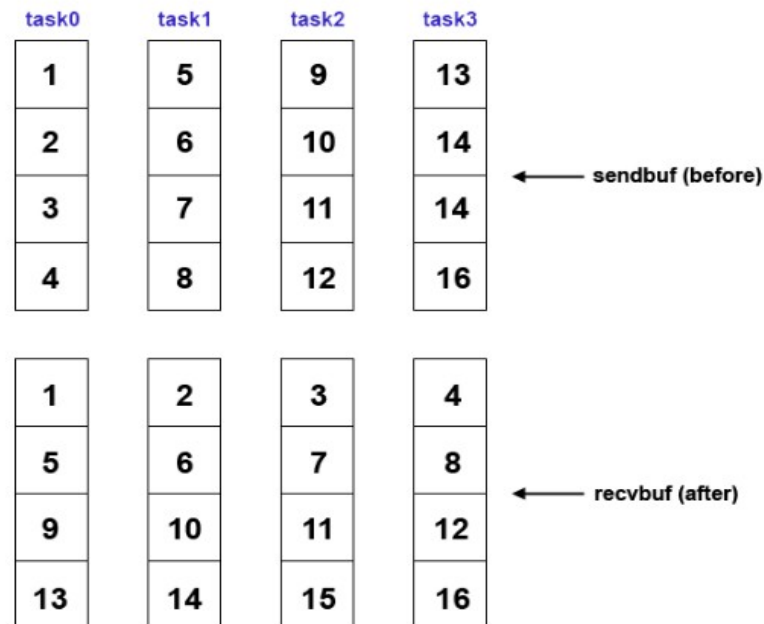 task0 task1 task2 task3
1 5 9 13
2 6 10 14
sendbuf (before)
3 7 11 14
4 8 12 16
1 2 3 4
5 6 7 8
recvbuf (after)
9 10 11 12
13 14 15 16